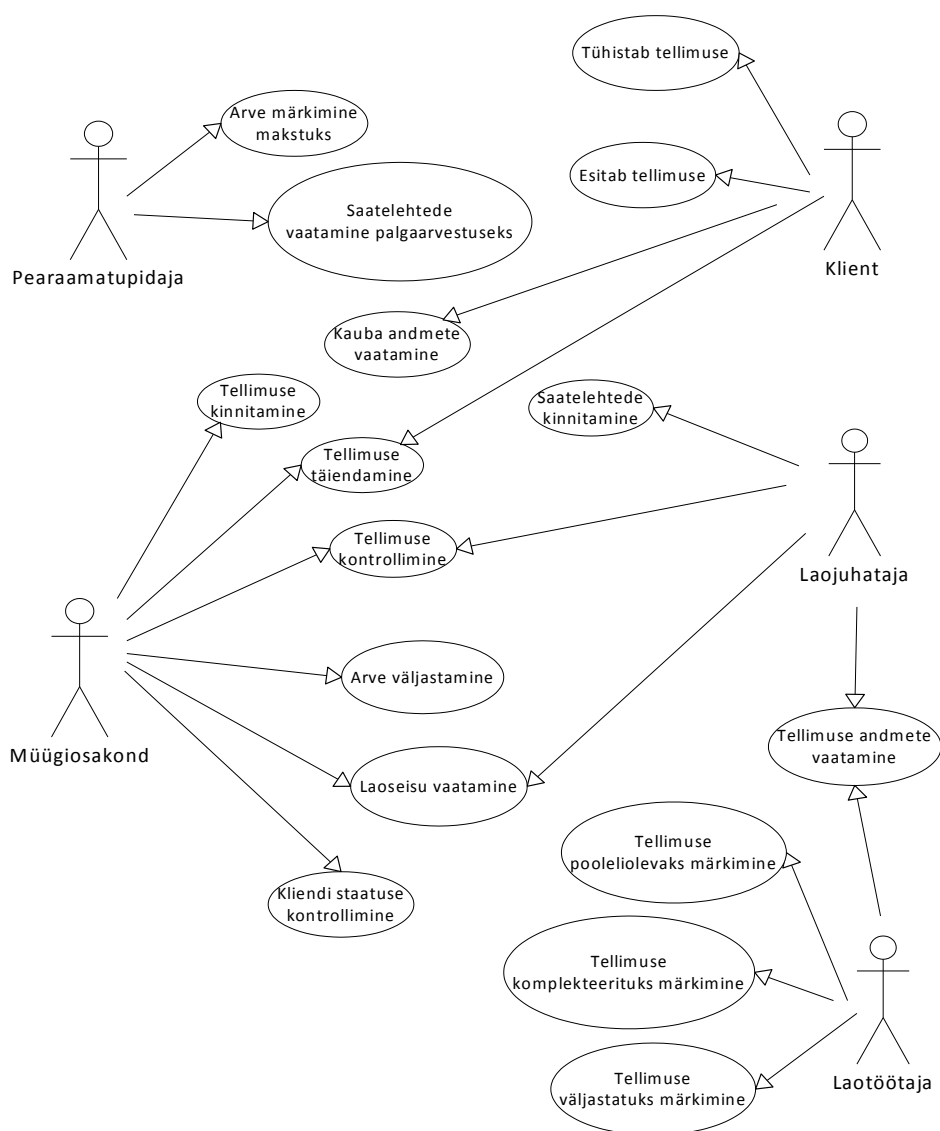 Tühistab tellimuse
Arve märkimine
makstuks
Esitab tellimuse
Saatelehtede
vaatamine palgaarvestuseks
Pearaamatupidaja
Klient
Kauba andmete
vaatamine
Tellimuse
kinnitamine
Saatelehtede
kinnitamine
Tellimuse
täiendamine
Tellimuse
kontrollimine
Laojuhataja
Arve väljastamine
Müügiosakond
Tellimuse andmete
vaatamine
Laoseisu vaatamine
Tellimuse
pooleliolevaks märkimine
Kliendi staatuse
kontrollimine
Tellimuse
komplekteerituks märkimine
Tellimuse
väljastatuks märkimine
Laotöötaja